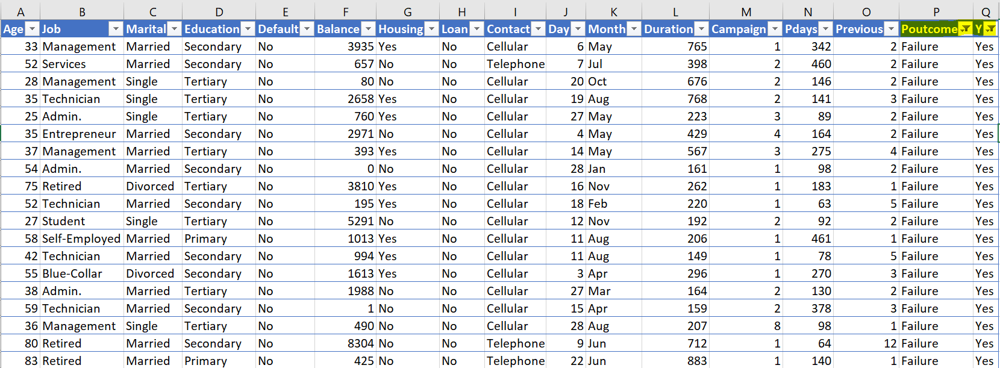 A B C D E F G H I J K L M N O P Q
Age Job Marital Education Default Balance Housing Loan Contact Day Month Duration Campaign Pdays Previous Poutcome Y
33 Management Married Secondary No 3935 Yes No Cellular 6 May 765 1 342 2 Failure Yes
52 Services Married Secondary No 657 No No Telephone 7 Jul 398 2 460 2 Failure Yes
28 Management Single Tertiary No 80 No No Cellular 20 Oct 676 2 146 2 Failure Yes
35 Technician Single Tertiary No 2658 Yes No Cellular 19 Aug 768 2 141 3 Failure Yes
25 Admin. Single Tertiary No 760 Yes No Cellular 27 May 223 3 89 2 Failure Yes
35 Entrepreneur Married Secondary No 2971 No No Cellular 4 May 429 4 164 2 Failure Yes
37 Management Married Tertiary No 393 Yes No Cellular 14 May 567 3 275 4 Failure Yes
54 Admin. Married Secondary No 0 No No Cellular 28 Jan 161 1 98 2 Failure Yes
75 Retired Divorced Tertiary No 3810 Yes No Cellular 16 Nov 262 1 183 1 Failure Yes
52 Technician Married Secondary No 195 Yes No Cellular 18 Feb 220 1 63 5 Failure Yes
27 Student Single Tertiary No 5291 No No Cellular 12 Nov 192 2 92 2 Failure Yes
58 Self-Employed Married Primary No 1013 Yes No Cellular 11 Aug 206 1 461 1 Failure Yes
42 Technician Married Secondary No 994 Yes No Cellular 11 Aug 149 1 78 5 Failure Yes
55 Blue-Collar Divorced Secondary No 1613 Yes No Cellular 3 Apr 296 1 270 3 Failure Yes
38 Admin. Married Tertiary No 1988 No No Cellular 27 Mar 164 2 130 2 Failure Yes
59 Technician Married Secondary No 1 No No Cellular 15 Apr 159 2 378 3 Failure Yes
36 Management Single Tertiary No 490 No No Cellular 28 Aug 207 8 98 1 Failure Yes
80 Retired Married Secondary No 8304 No No Telephone 9 Jun 712 1 64 12 Failure Yes
83 Retired Married Primary No 425 No No Telephone 22 Jun 883 1 140 1 Failure Yes